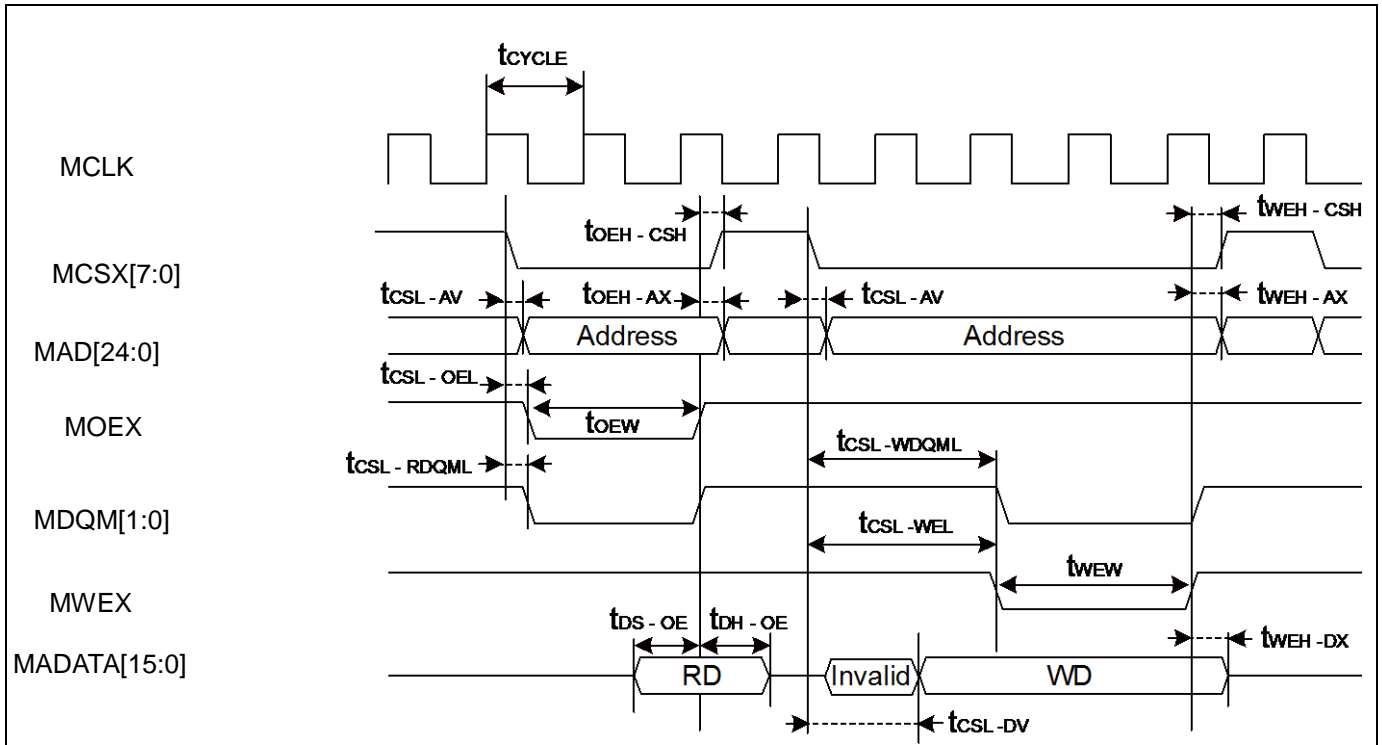 tCYCLE
MCLK
tOEH - CSH
tWEH - CSH
MCSX[7:0]
tCSL - AV
tOEH - AX
tCSL - AV
tWEH - AX
MAD[24:0]
Address
Address
tCSL - OEL
MOEX
tOEW
tCSL -WDQML
tCSL - RDQML
MDQM[1:0]
tCSL -WEL
tWEW
MWEX
tDS - OE
tDH - OE
tWEH -DX
MADATA[15:0]
RD
Invalid
WD
tCSL -DV